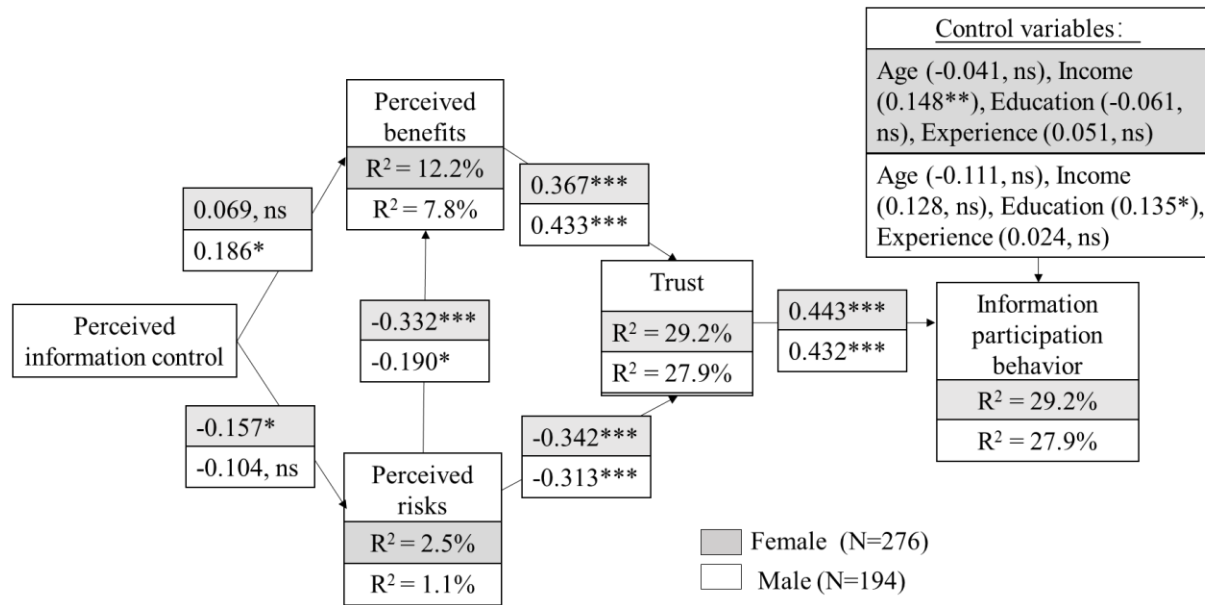 Control variables:
Age (-0.041, ns), Income
(0.148**), Education (-0.061,
ns), Experience (0.051, ns)
Age (-0.111, ns), Income
(0.128, ns), Education (0.135*),
Experience (0.024, ns)
Perceived
benefits
R² = 12.2%
R² = 7.8%
0.367***
0.433***
0.069, ns
0.186*
Perceived
information control
-0.332***
-0.190*
Trust
R² = 29.2%
R² = 27.9%
0.443***
0.432***
Information
participation
behavior
R² = 29.2%
R² = 27.9%
-0.157*
-0.104, ns
-0.342***
-0.313***
Perceived
risks
R² = 2.5%
R² = 1.1%
Female (N=276)
Male (N=194)